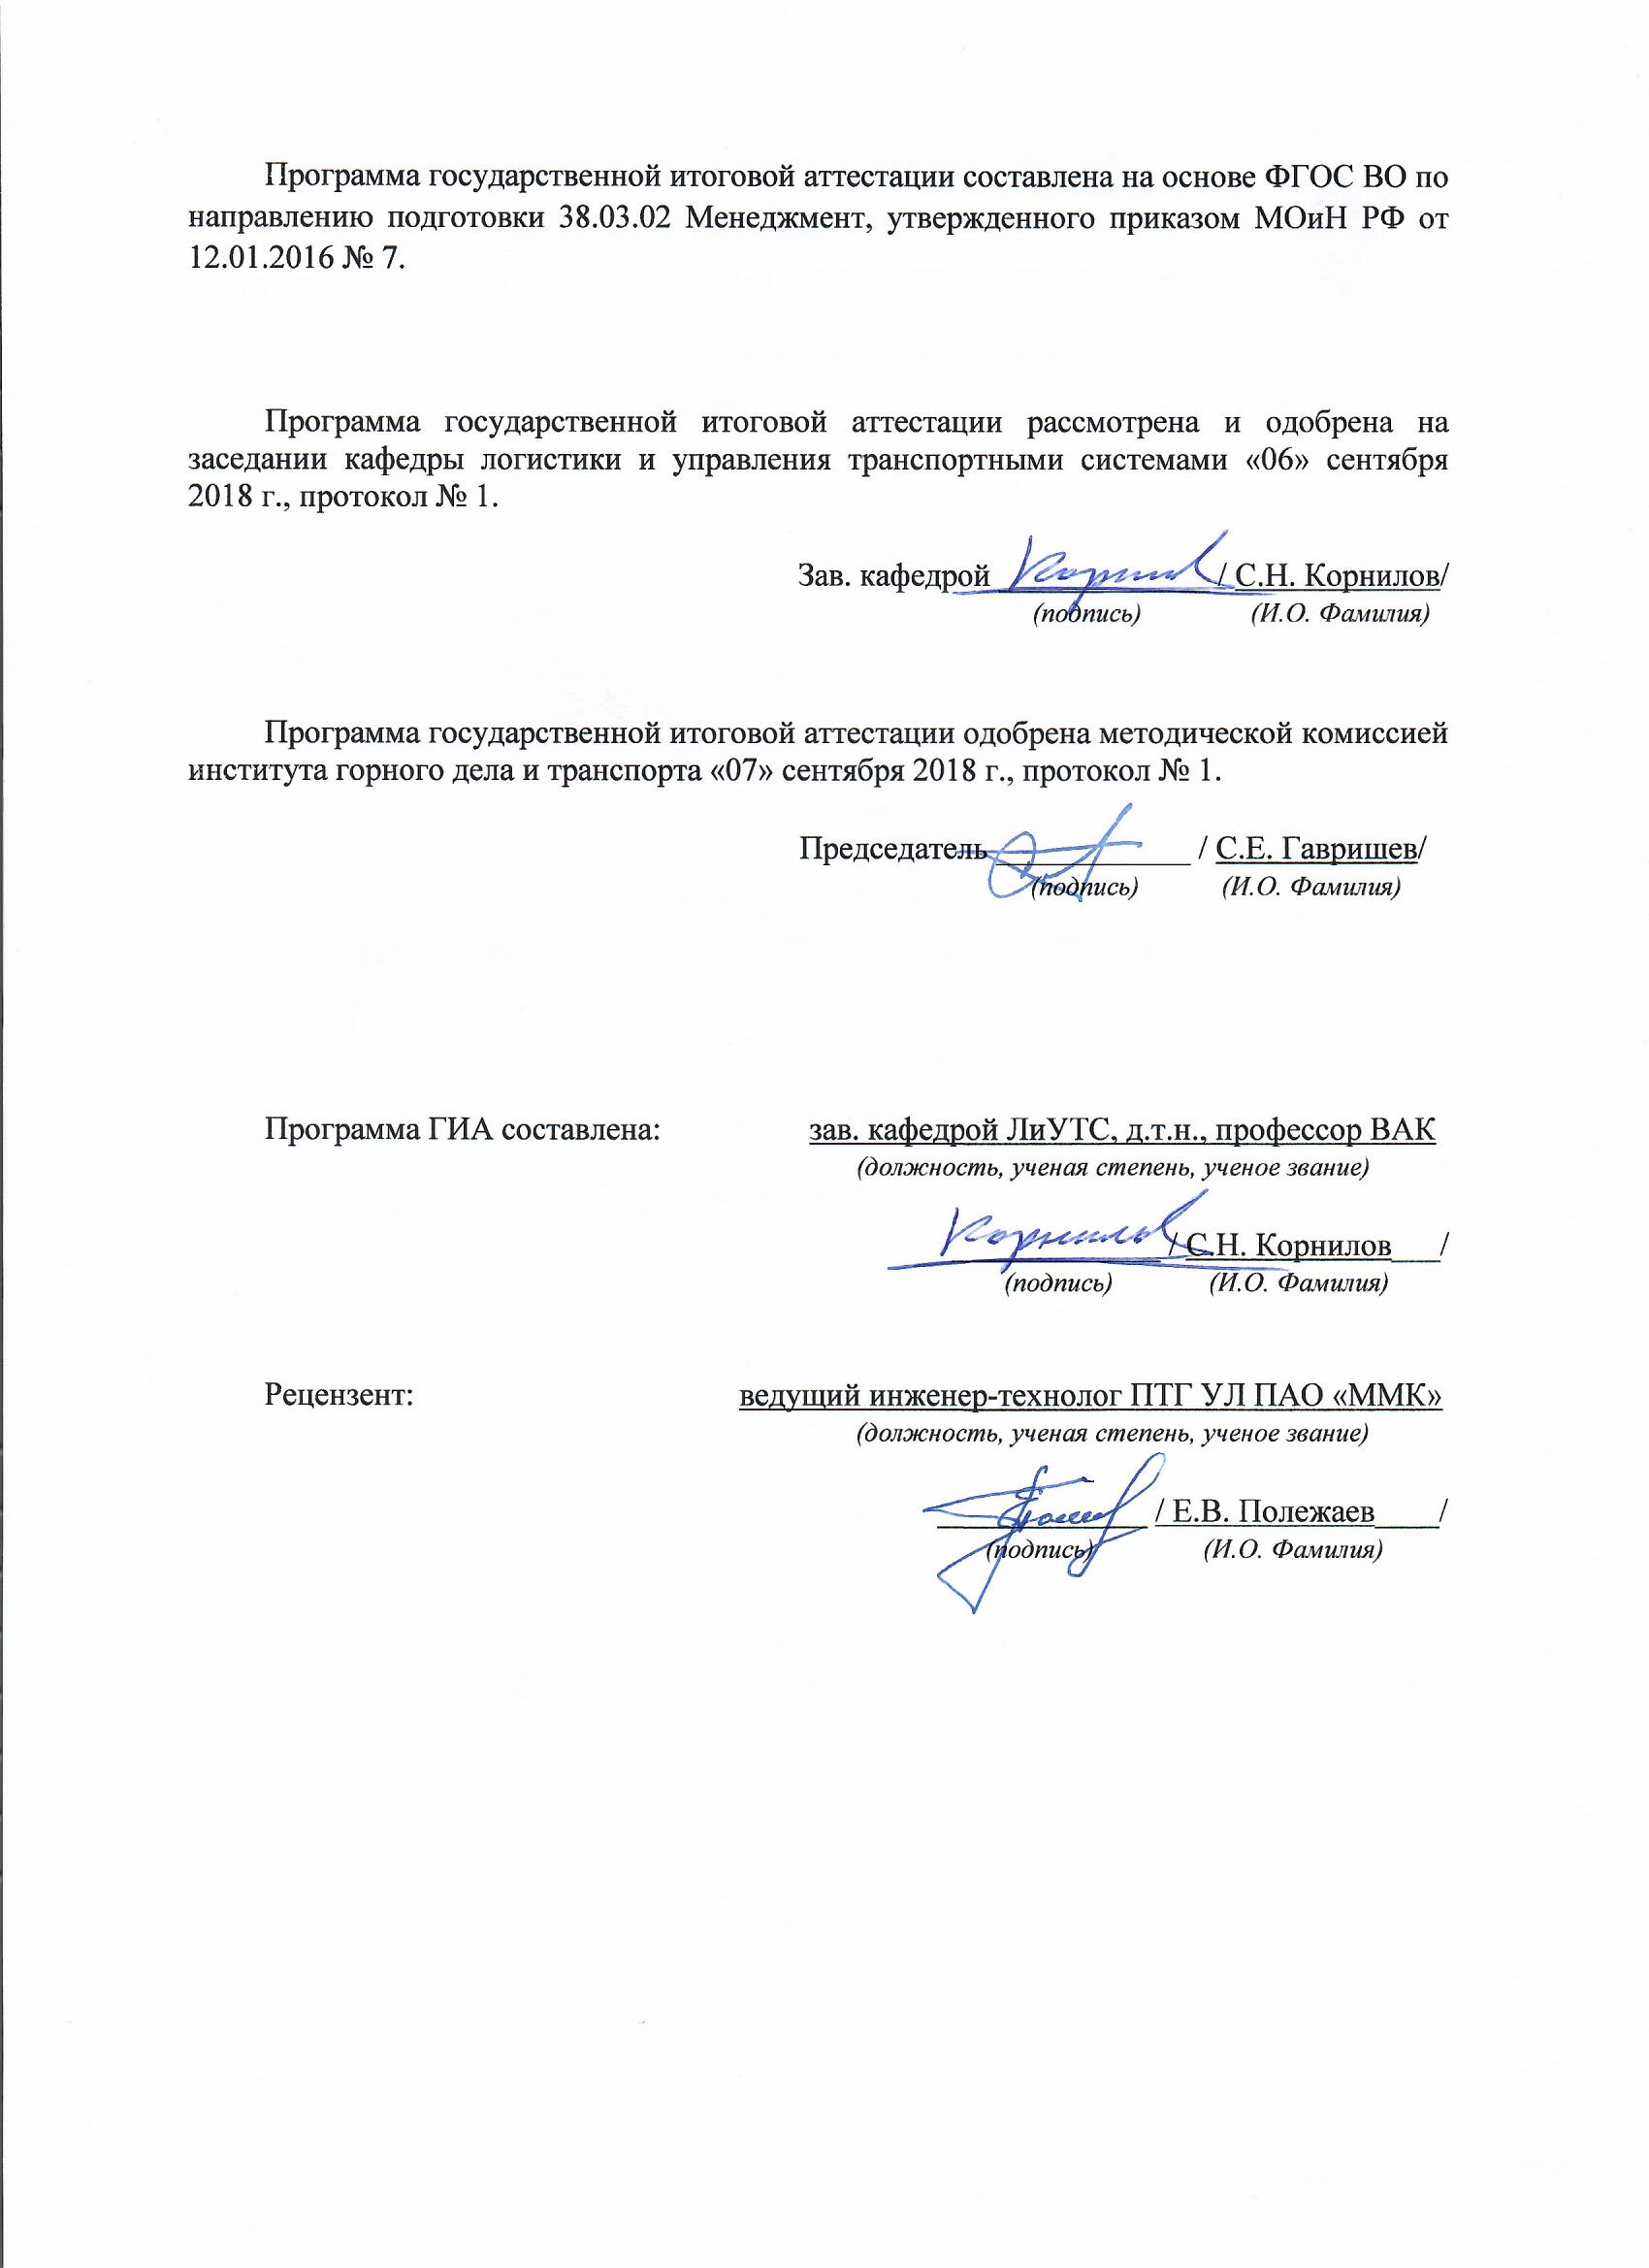 Программа государственной итоговой аттестации составлена на основе ФГОС ВО по
направлению подготовки 38.03.02 Менеджмент, утвержденного приказом МОиН РФ от
12.01.2016 № 7.
Программа государственной итоговой аттестации рассмотрена и одобрена на
заседании кафедры логистики и управления транспортными системами «06» сентября
2018 г., протокол № 1.
Зав. кафедрой / С.Н. Корнилов/
(подпись) (И.О. Фамилия)
Программа государственной итоговой аттестации одобрена методической комиссией
института горного дела и транспорта «07» сентября 2018 г., протокол № 1.
Председатель ____________ / С.Е. Гавришев/
(подпись) (И.О. Фамилия)
Программа ГИА составлена: зав. кафедрой ЛиУТС, д.т.н., профессор ВАК
(должность, ученая степень, ученое звание)
Корнилов / С.Н. Корнилов___/
(подпись) (И.О. Фамилия)
Рецензент: ведущий инженер-технолог ПТГ УЛ ПАО «ММК»
(должность, ученая степень, ученое звание)
____________ / Е.В. Полежаев____/
(подпись) (И.О. Фамилия)